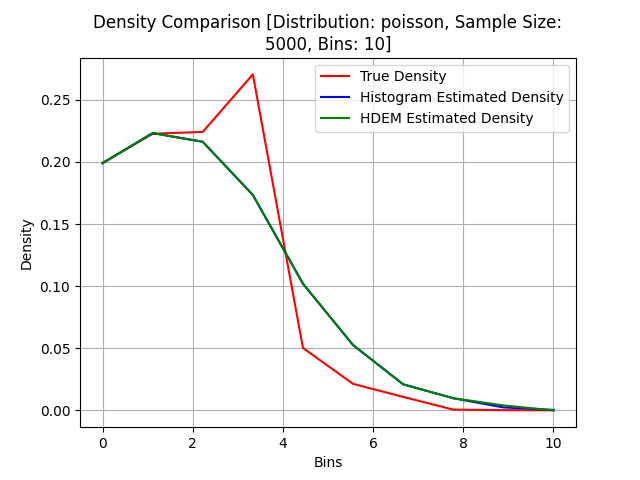 Density Comparison [Distribution: poisson, Sample Size:
5000, Bins: 10]
True Density
Histogram Estimated Density
HDEM Estimated Density
Density
0.25
0.20
0.15
0.10
0.05
0.00
0 2 4 6 8 10
Bins